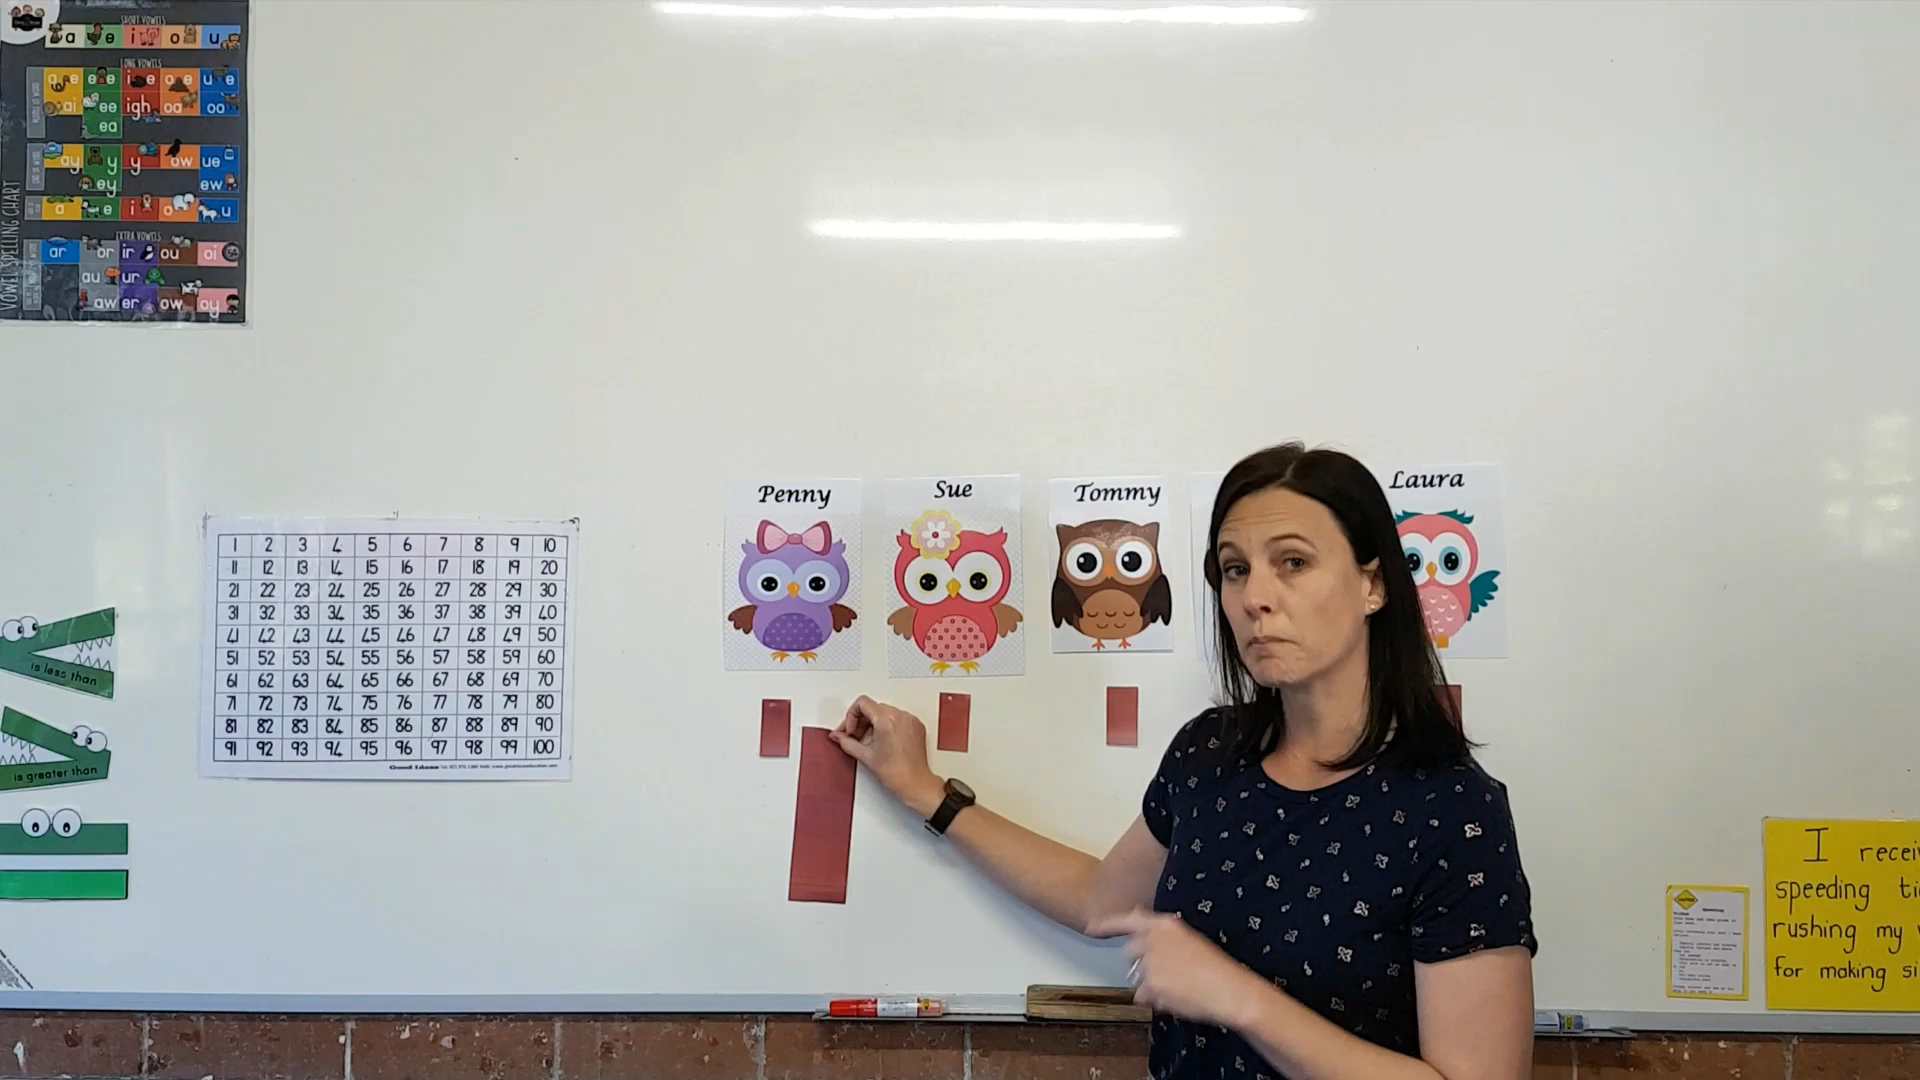 SHORT VOWELS
a e i o u
LONG VOWELS
a e e e i e o e u e
ai ee igh oa oo
ea
ay y y ow ue
ey ew
a e i o u
EXTRA VOWELS
ar or ir ou oi
au ur
aw er ow oy
VOWEL SPELLING CHART
is less than
is greater than
1 2 3 4 5 6 7 8 9 10
11 12 13 14 15 16 17 18 19 20
21 22 23 24 25 26 27 28 29 30
31 32 33 34 35 36 37 38 39 40
41 42 43 44 45 46 47 48 49 50
51 52 53 54 55 56 57 58 59 60
61 62 63 64 65 66 67 68 69 70
71 72 73 74 75 76 77 78 79 80
81 82 83 84 85 86 87 88 89 90
91 92 93 94 95 96 97 98 99 100
Good Ideas
Penny
Sue
Tommy
Laura
I recei
speeding ti
rushing my
for making si